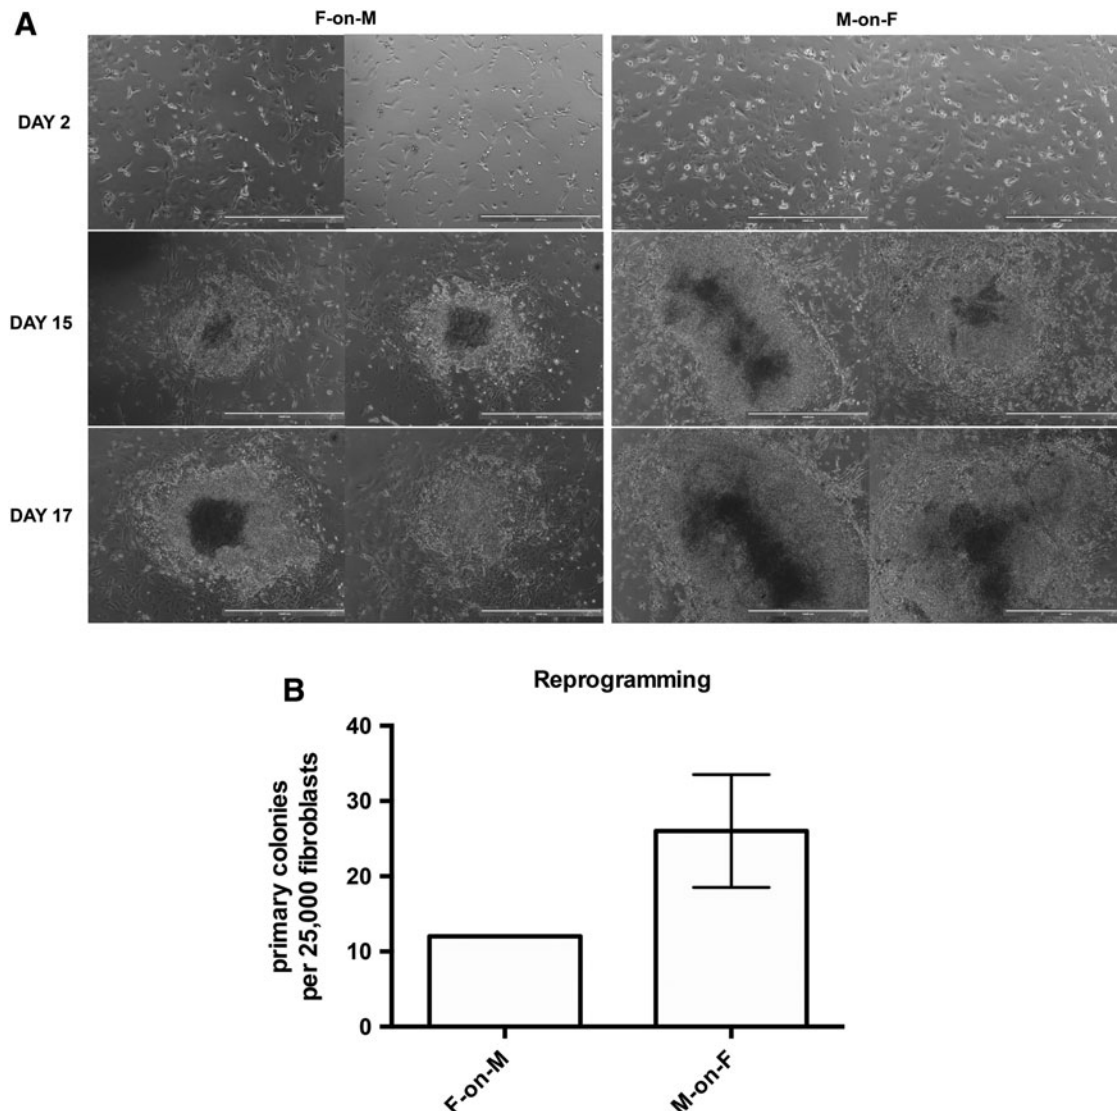 A
F-on-M
M-on-F
DAY 2
DAY 15
DAY 17
B
Reprogramming
primary colonies
per 25,000 fibroblasts
40
30
20
10
0
F-on-M
M-on-F